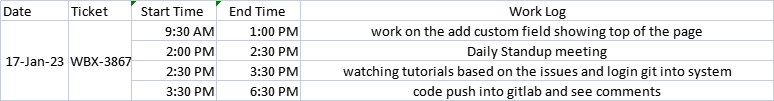 Date Ticket Start Time End Time Work Log
9:30 AM 1:00 PM work on the add custom field showing top of the page
2:00 PM 2:30 PM Daily Standup meeting
17-Jan-23 WBX-3867
2:30 PM 3:30 PM watching tutorials based on the issues and login git into system
3:30 PM 6:30 PM code push into gitlab and see comments